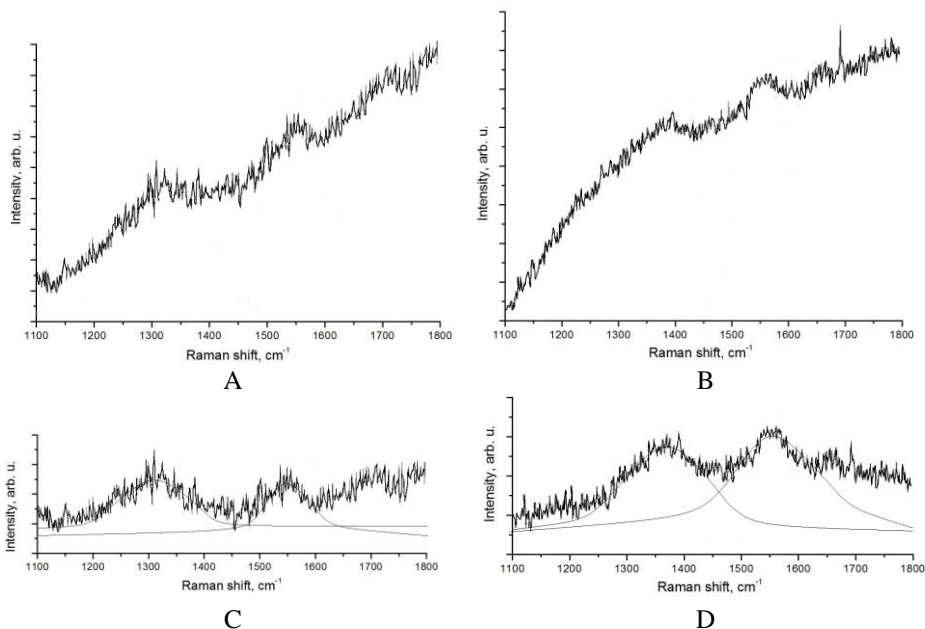 Intensity, arb. u.
1100 1200 1300 1400 1500 1600 1700 1800
Raman shift, cm-1
A
Intensity, arb. u.
1100 1200 1300 1400 1500 1600 1700 1800
Raman shift, cm-1
B
Intensity, arb. u.
1100 1200 1300 1400 1500 1600 1700 1800
Raman shift, cm-1
C
Intensity, arb. u.
1100 1200 1300 1400 1500 1600 1700 1800
Raman shift, cm-1
D